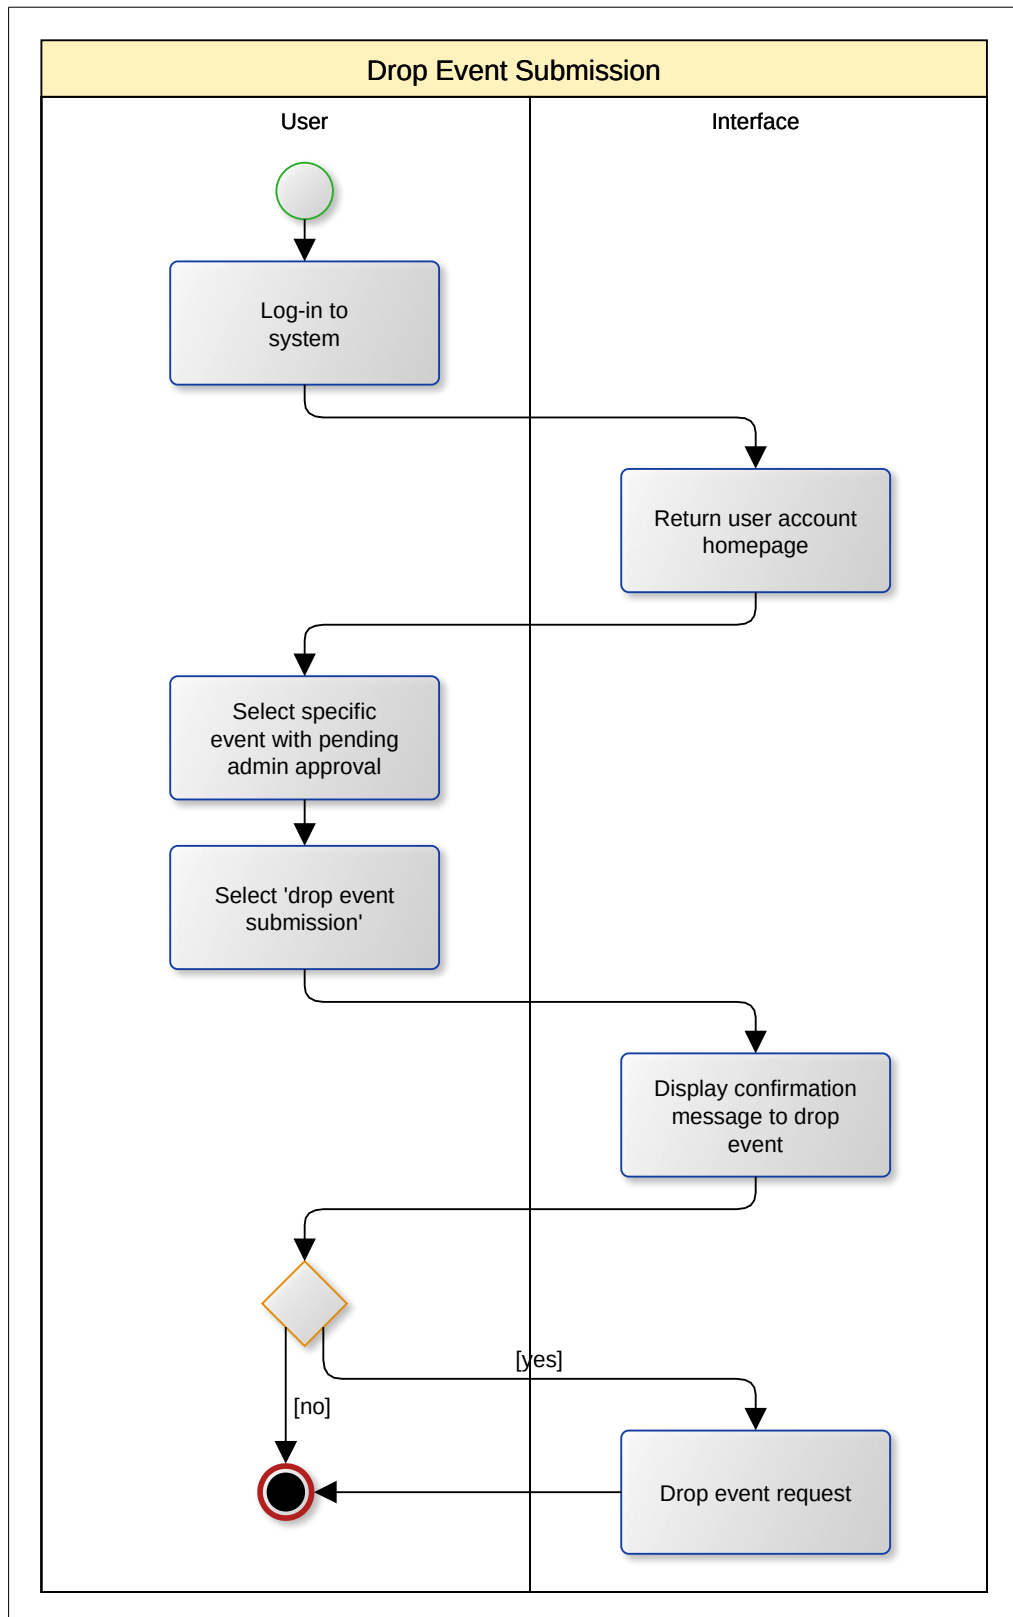 Drop Event Submission
User
Interface
Log-in to
system
Return user account
homepage
Select specific
event with pending
admin approval
Select 'drop event
submission'
Display confirmation
message to drop
event
[yes]
[no]
Drop event request